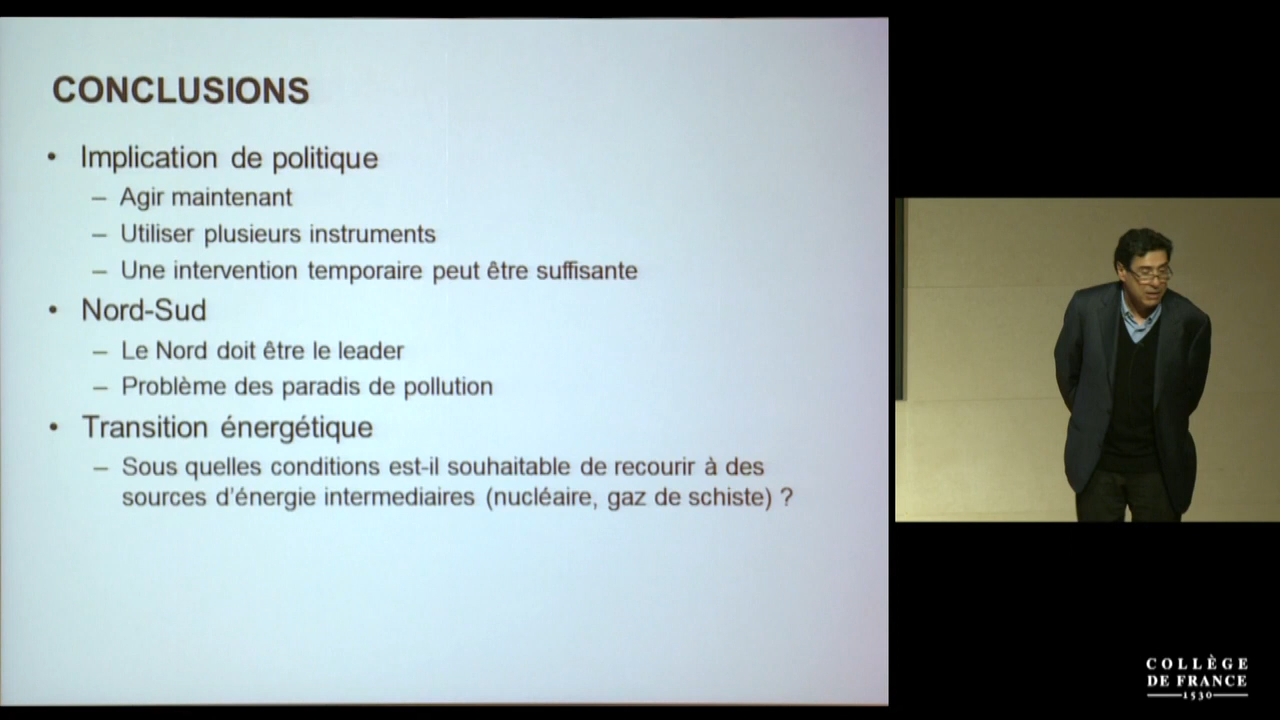 CONCLUSIONS
• Implication de politique
– Agir maintenant
– Utiliser plusieurs instruments
– Une intervention temporaire peut être suffisante
• Nord-Sud
– Le Nord doit être le leader
– Problème des paradis de pollution
• Transition énergétique
– Sous quelles conditions est-il souhaitable de recourir à des
sources d'énergie intermediaires (nucléaire, gaz de schiste) ?
COLLÈGE
DE FRANCE
1530